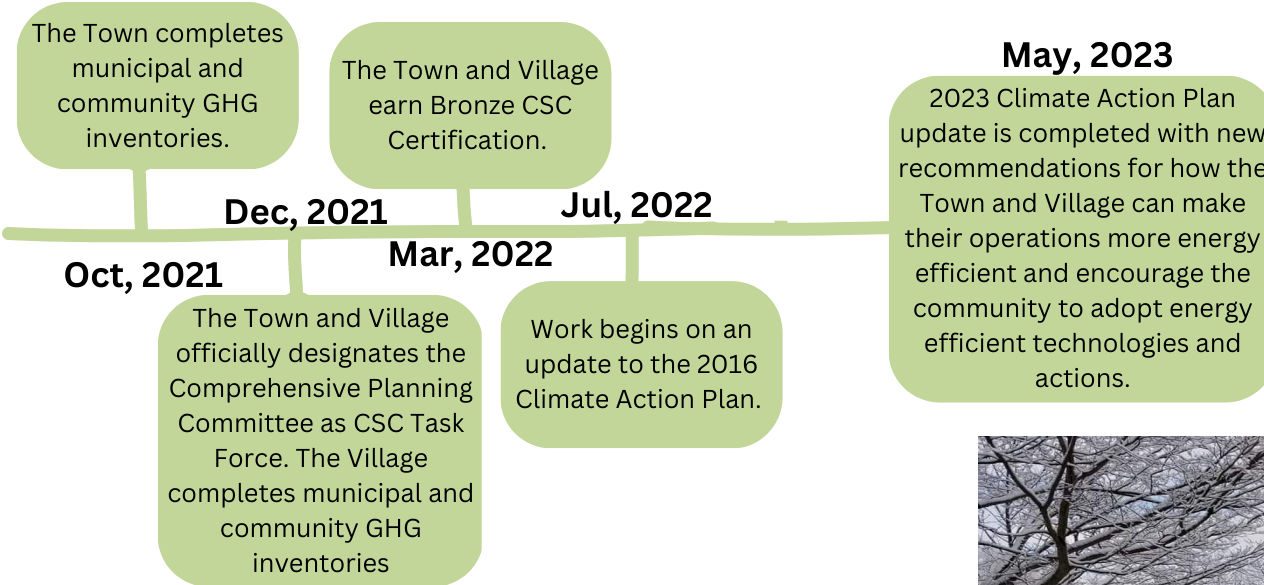 The Town completes
municipal and
community GHG
inventories.
Oct, 2021
Dec, 2021
The Town and Village
officially designates the
Comprehensive Planning
Committee as CSC Task
Force. The Village
completes municipal and
community GHG
inventories
The Town and Village
earn Bronze CSC
Certification.
Mar, 2022
Jul, 2022
Work begins on an
update to the 2016
Climate Action Plan.
May, 2023
2023 Climate Action Plan
update is completed with new
recommendations for how the
Town and Village can make
their operations more energy
efficient and encourage the
community to adopt energy
efficient technologies and
actions.